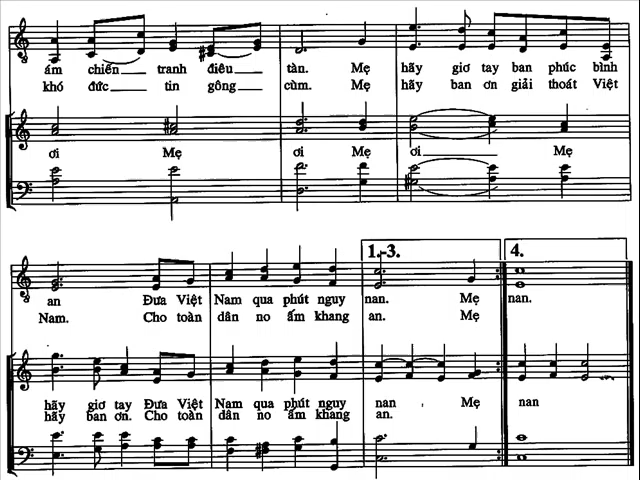 ám chiến tranh điêu tàn. Mẹ hãy giơ tay ban phúc bình
khó đức tin gông cùm. Mẹ hãy ban ơn giải thoát Việt
ơi Mẹ ơi Mẹ ơi Mẹ
1.-3. 4.
an Đưa Việt Nam qua phút nguy nan. Mẹ nan.
Nam. Cho toàn dân no ấm khang an. Mẹ
hãy giơ tay Đưa Việt Nam qua phút nguy nan Mẹ nan
hãy ban ơn. Cho toàn dân no ấm khang an.